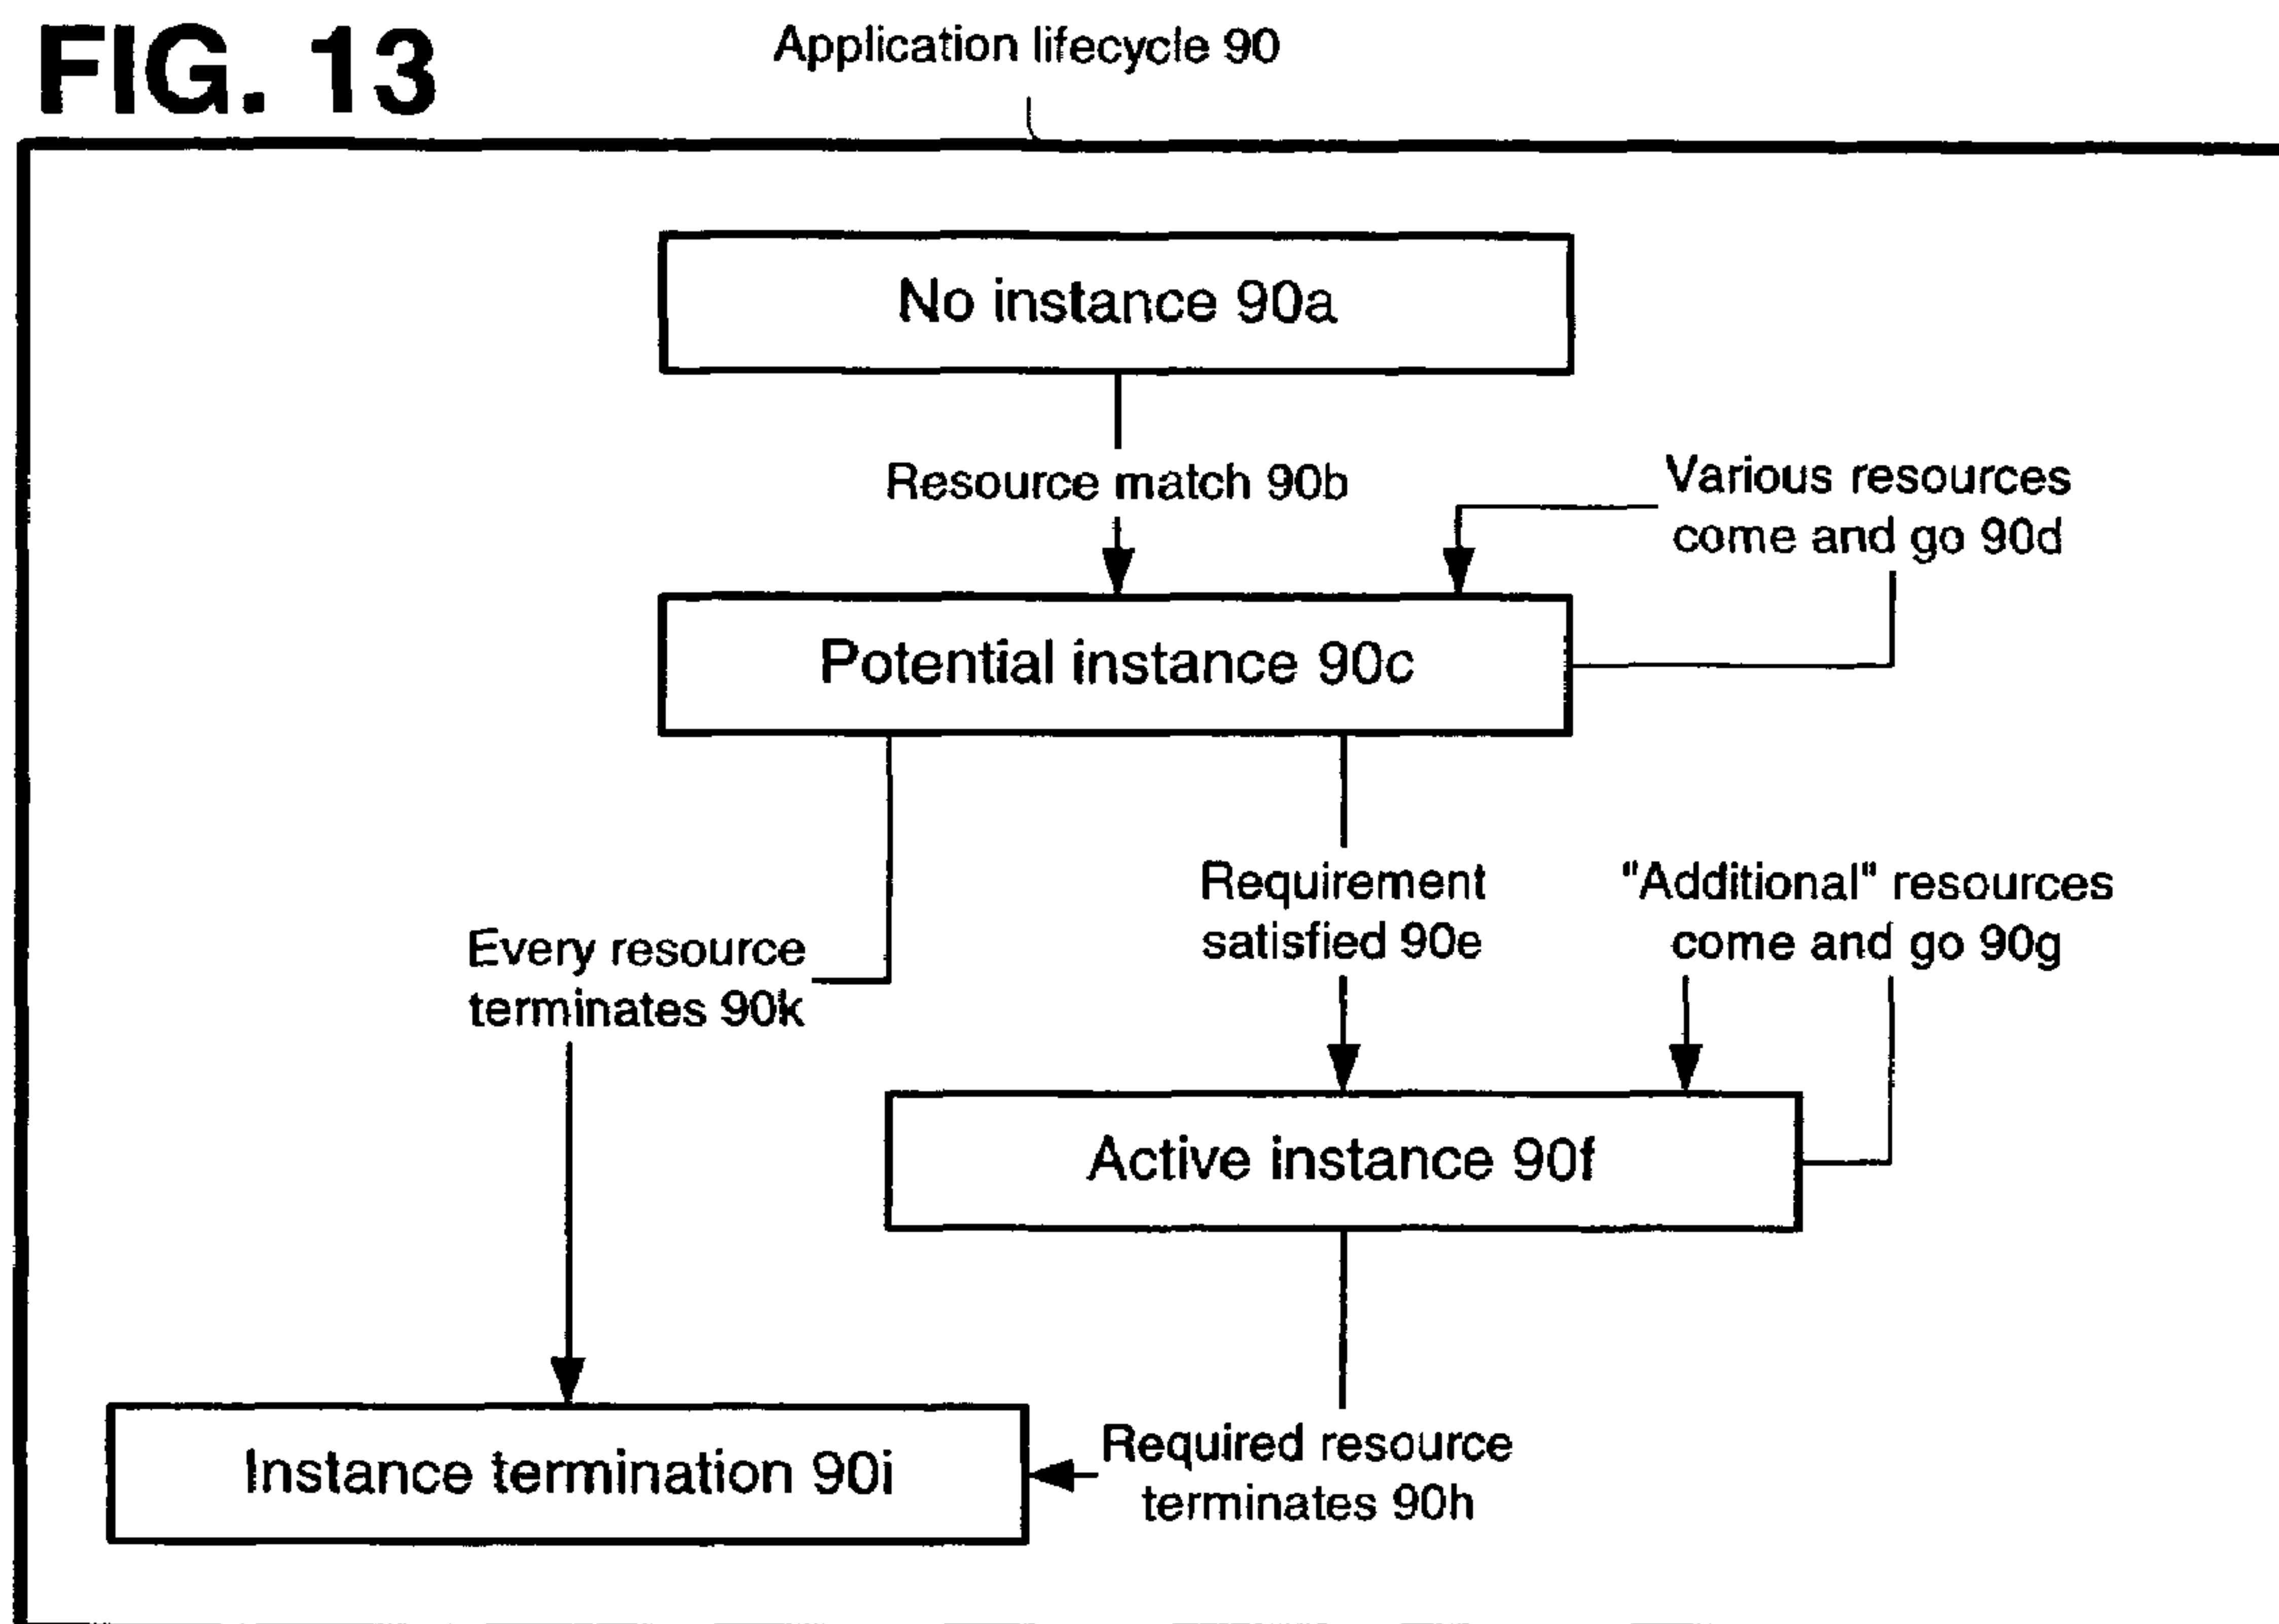 FIG. 13
Application lifecycle 90
No instance 90a
Resource match 90b
Various resources
come and go 90d
Potential instance 90c
Requirement
satisfied 90e
"Additional" resources
come and go 90g
Every resource
terminates 90k
Active instance 90f
Instance termination 90i
Required resource
terminates 90h